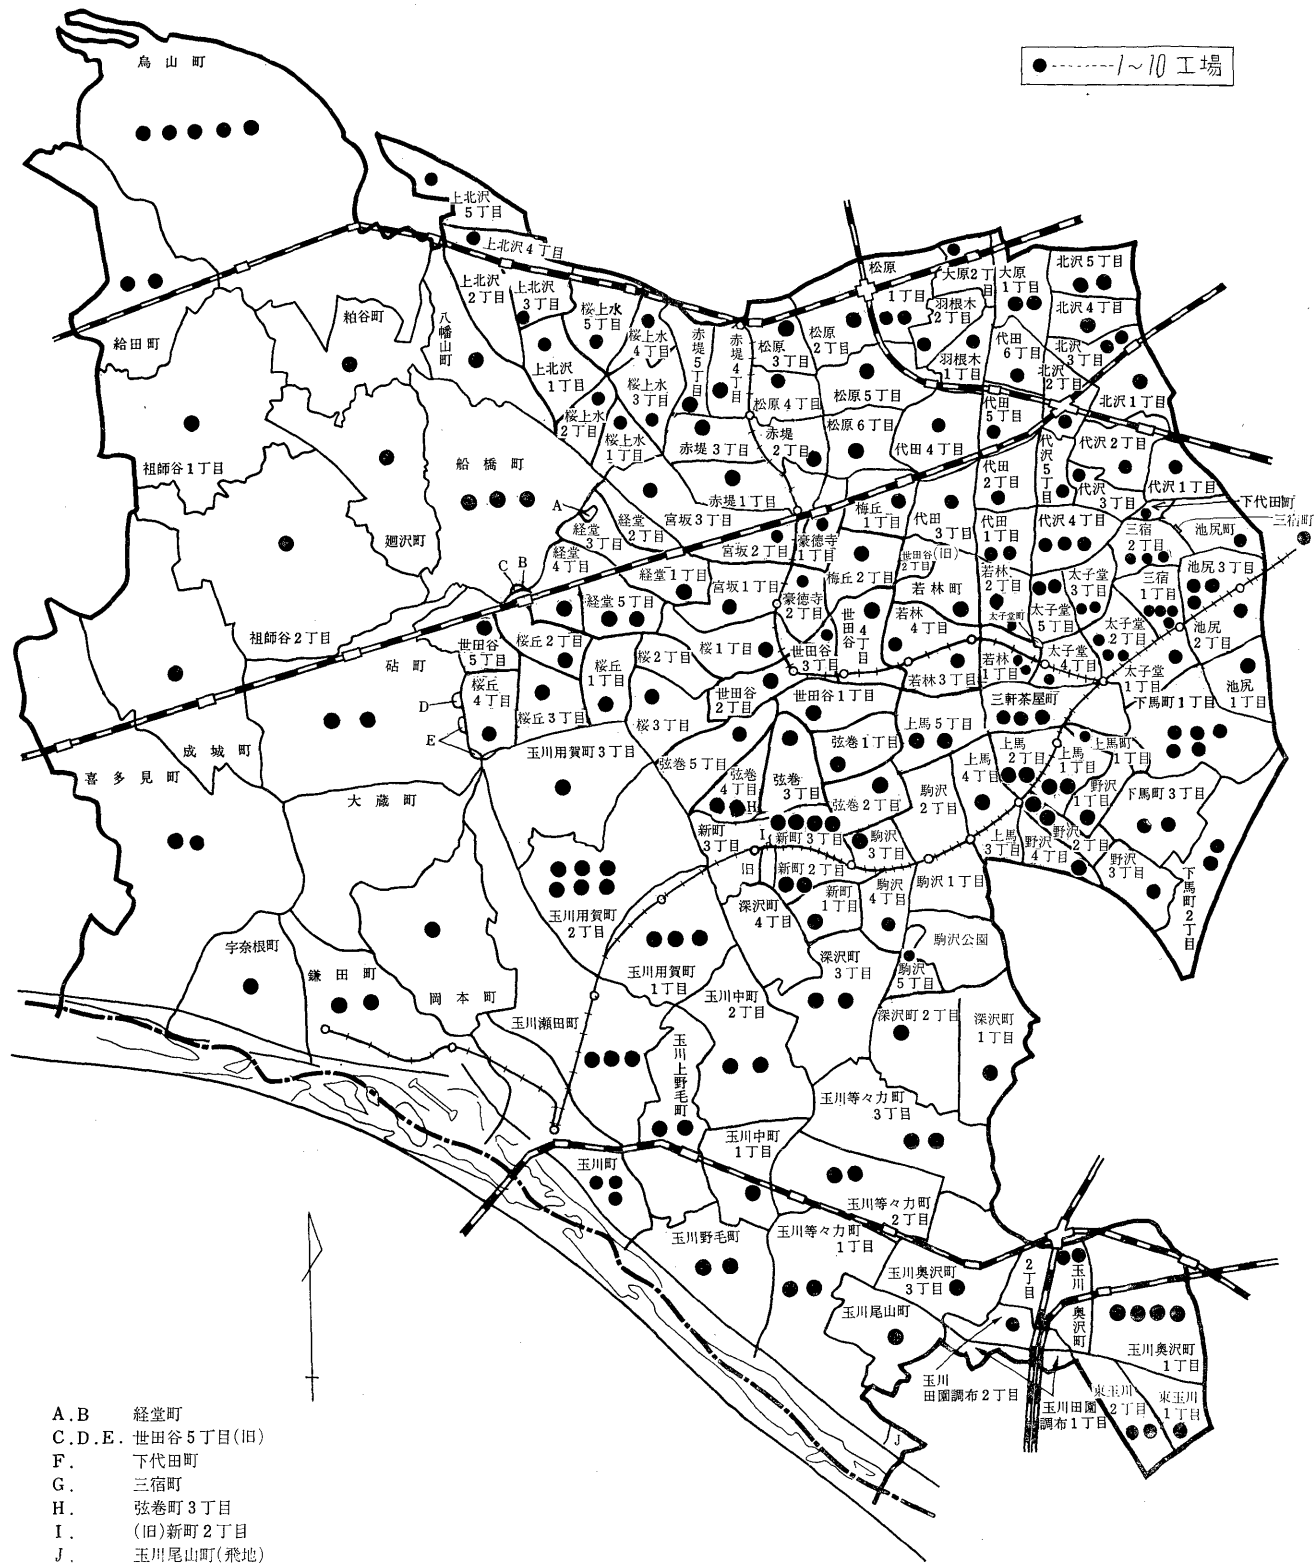 1~10 工場
烏山町
上北沢
5丁目
上北沢4丁目
上北沢
2丁目
上北沢
3丁目
桜上水
5丁目
桜上水
4丁目
赤堤5丁目
赤堤4丁目
松原
3丁目
松原
2丁目
松原
1丁目
大原2丁目
大原
1丁目
羽根木
2丁目
羽根木
1丁目
北沢5丁目
北沢4丁目
北沢
3丁目
北沢
2丁目
北沢1丁目
代田
6丁目
給田町
粕谷町
八幡山町
上北沢
1丁目
桜上水
2丁目
桜上水
3丁目
桜上水
1丁目
松原4丁目
松原5丁目
松原6丁目
赤堤3丁目
赤堤
2丁目
赤堤1丁目
代田4丁目
代田
5丁目
代田
2丁目
代沢5丁目
代沢2丁目
代沢
3丁目
代沢1丁目
代沢4丁目
下代田町
三宿町
池尻町
祖師谷1丁目
船橋町
廻沢町
A
経堂
3丁目
経堂
2丁目
宮坂3丁目
宮坂2丁目
豪徳寺
1丁目
梅丘
1丁目
代田
3丁目
代田
1丁目
三宿
2丁目
三宿
1丁目
池尻3丁目
経堂
4丁目
C
B
経堂1丁目
宮坂1丁目
豪徳寺
2丁目
梅丘2丁目
世田谷(旧)
2丁目
若林町
若林
2丁目
太子堂町
太子堂
3丁目
太子堂
5丁目
太子堂
2丁目
池尻
2丁目
祖師谷2丁目
経堂5丁目
世田谷
5丁目
桜丘2丁目
桜丘
1丁目
桜2丁目
桜1丁目
世田谷
3丁目
世田谷4丁目
若林
4丁目
若林3丁目
若林
1丁目
太子堂
4丁目
太子堂
1丁目
池尻
1丁目
砧町
桜丘
4丁目
D
E
桜丘3丁目
桜3丁目
世田谷
2丁目
世田谷1丁目
上馬5丁目
三軒茶屋町
下馬町1丁目
成城町
喜多見町
大蔵町
玉川用賀町3丁目
弦巻5丁目
弦巻
4丁目
H
弦巻
3丁目
弦巻1丁目
弦巻2丁目
駒沢
2丁目
上馬
4丁目
上馬
2丁目
上馬
1丁目
上馬町
1丁目
野沢
1丁目
下馬町3丁目
新町
3丁目
I
旧
新町3丁目
駒沢
3丁目
上馬
3丁目
野沢
4丁目
野沢
2丁目
野沢
3丁目
下馬町2丁目
新町2丁目
新町
1丁目
駒沢
4丁目
駒沢1丁目
玉川用賀町
2丁目
深沢町
4丁目
駒沢公園
駒沢
5丁目
宇奈根町
鎌田町
岡本町
玉川用賀町
1丁目
深沢町
3丁目
玉川瀬田町
玉川中町
2丁目
深沢町2丁目
深沢町
1丁目
玉川上野毛町
玉川等々力町
3丁目
玉川中町
1丁目
玉川町
玉川等々力町
2丁目
玉川野毛町
玉川等々力町
1丁目
玉川奥沢町
3丁目
2丁目
玉川
奥沢町
玉川尾山町
玉川奥沢町
1丁目
玉川
田園調布2丁目
玉川田園
調布1丁目
東玉川
2丁目
東玉川
1丁目
J
A.B 経堂町
C.D.E. 世田谷5丁目(旧)
F. 下代田町
G. 三宿町
H. 弦巻町3丁目
I. (旧)新町2丁目
J. 玉川尾山町(飛地)